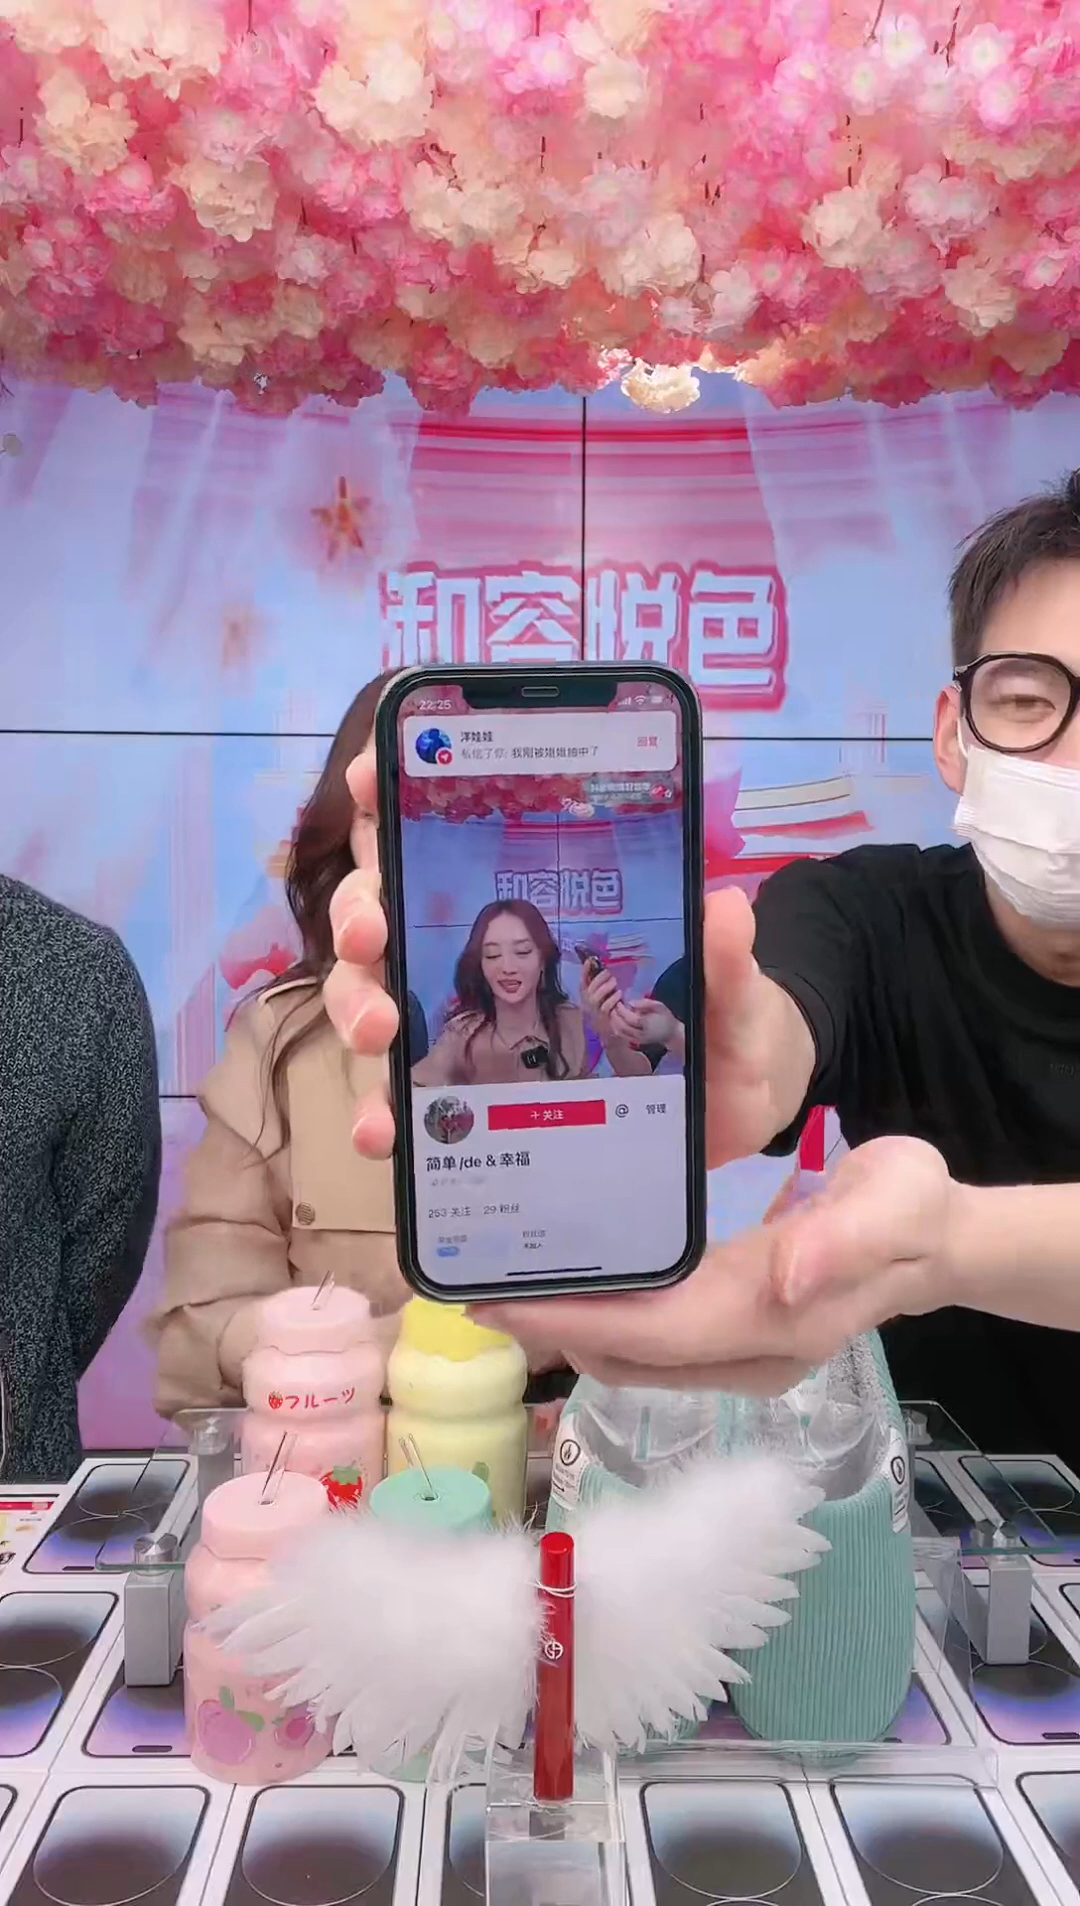 和容悦色
22:25
洋娃娃
私信了你: 我刚被姐姐抽中了
回复
和容悦色
+关注
@
管理
简单/de & 幸福
253 关注 29 粉丝
フルーツ